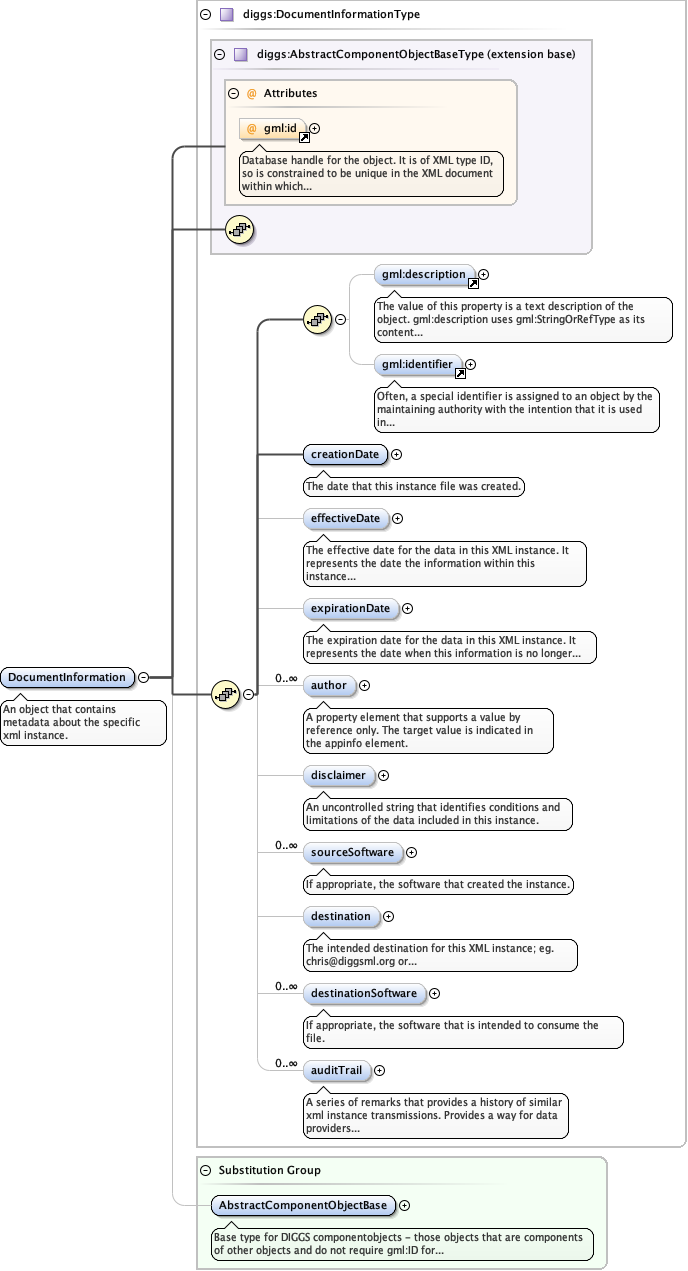 diggs:DocumentInformationType
diggs:AbstractComponentObjectBaseType (extension base)
@ Attributes
@ gml:id
Database handle for the object. It is of XML type ID,
so is constrained to be unique in the XML document
within which...
gml:description
The value of this property is a text description of the
object. gml:description uses gml:StringOrRefType as its
content...
gml:identifier
Often, a special identifier is assigned to an object by the
maintaining authority with the intention that it is used
in...
creationDate
The date that this instance file was created.
effectiveDate
The effective date for the data in this XML instance. It
represents the date the information within this
instance...
expirationDate
The expiration date for the data in this XML instance. It
represents the date when this information is no longer...
DocumentInformation
An object that contains
metadata about the specific
xml instance.
0..∞
author
A property element that supports a value by
reference only. The target value is indicated in
the appinfo element.
disclaimer
An uncontrolled string that identifies conditions and
limitations of the data included in this instance.
0..∞
sourceSoftware
If appropriate, the software that created the instance.
destination
The intended destination for this XML instance; eg.
chris@diggsml.org or...
0..∞
destinationSoftware
If appropriate, the software that is intended to consume the
file.
0..∞
auditTrail
A series of remarks that provides a history of similar
xml instance transmissions. Provides a way for data
providers...
Substitution Group
AbstractComponentObjectBase
Base type for DIGGS componentobjects - those objects that are components
of other objects and do not require gml:ID for...